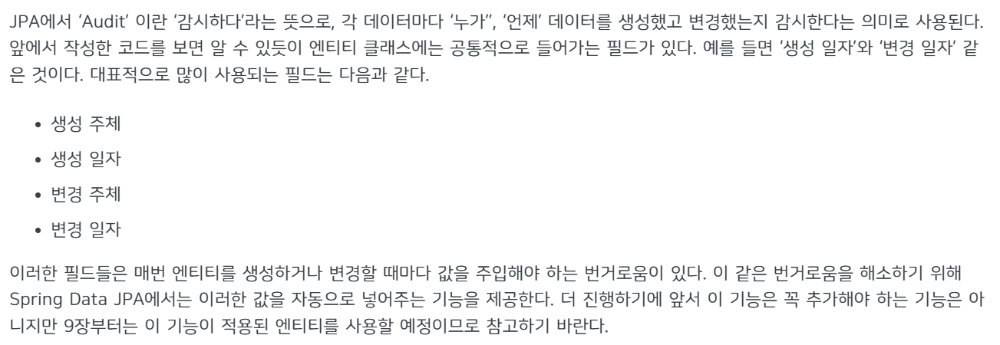 JPA에서 ‘Audit’ 이란 ‘감시하다’라는 뜻으로, 각 데이터마다 ‘누가’’, ‘언제’ 데이터를 생성했고 변경했는지 감시한다는 의미로 사용된다.
앞에서 작성한 코드를 보면 알 수 있듯이 엔티티 클래스에는 공통적으로 들어가는 필드가 있다. 예를 들면 ‘생성 일자’와 ‘변경 일자’ 같
은 것이다. 대표적으로 많이 사용되는 필드는 다음과 같다.
• 생성 주체
• 생성 일자
• 변경 주체
• 변경 일자
이러한 필드들은 매번 엔티티를 생성하거나 변경할 때마다 값을 주입해야 하는 번거로움이 있다. 이 같은 번거로움을 해소하기 위해
Spring Data JPA에서는 이러한 값을 자동으로 넣어주는 기능을 제공한다. 더 진행하기에 앞서 이 기능은 꼭 추가해야 하는 기능은 아
니지만 9장부터는 이 기능이 적용된 엔티티를 사용할 예정이므로 참고하기 바란다.